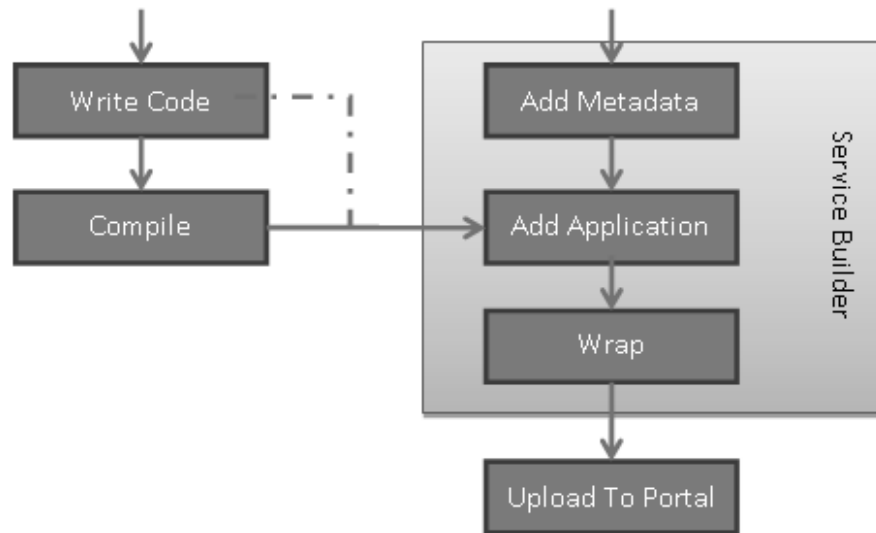 Write Code
Add Metadata
Compile
Add Application
Wrap
Service Builder
Upload To Portal